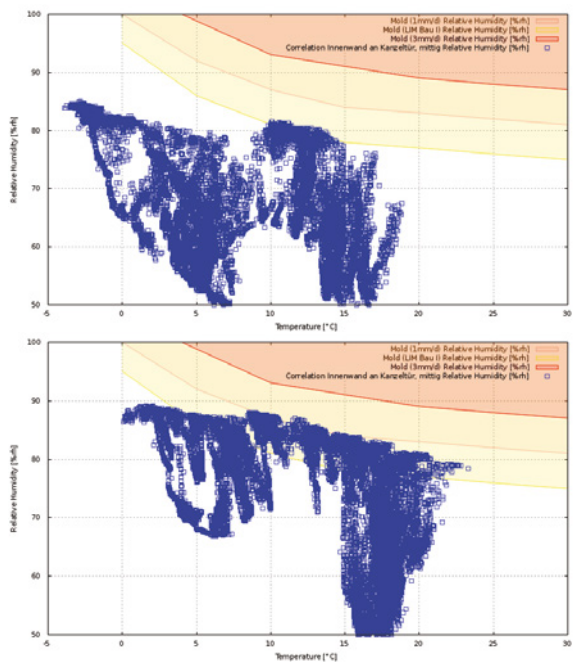 100
90
80
70
60
50
Relative Humidity [%rh]
Mold (1mm/d) Relative Humidity [%rh]
Mold (LIM Bau I) Relative Humidity [%rh]
Mold (3mm/d) Relative Humidity [%rh]
Correlation Innenwand an Kanzeltür, mittig Relative Humidity [%rh]
-5 0 5 10 15 20 25 30
Temperature [°C]
100
90
80
70
60
50
Relative Humidity [%rh]
Mold (1mm/d) Relative Humidity [%rh]
Mold (LIM Bau I) Relative Humidity [%rh]
Mold (3mm/d) Relative Humidity [%rh]
Correlation Innenwand an Kanzeltür, mittig Relative Humidity [%rh]
-5 0 5 10 15 20 25 30
Temperature [°C]